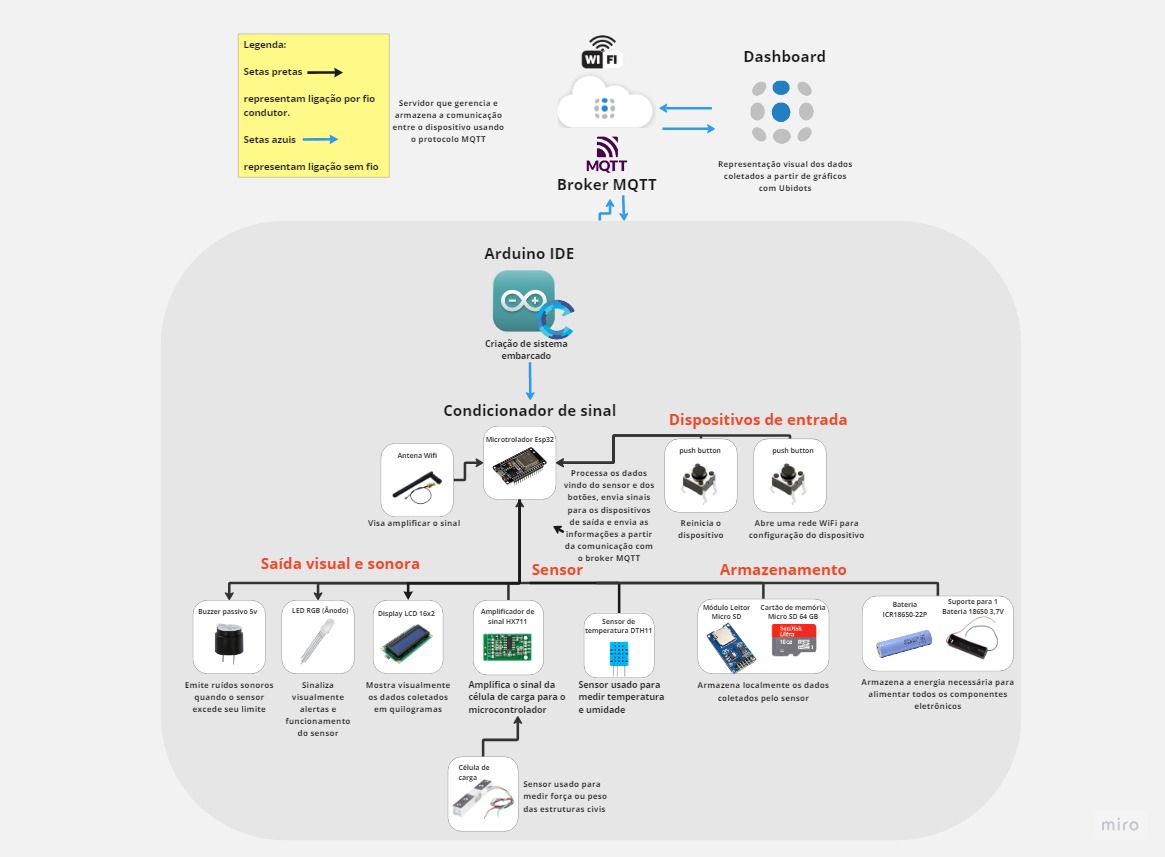 Legenda:
Setas pretas
representam ligação por fio
condutor.
Setas azuis
representam ligação sem fio
Servidor que gerencia e
armazena a comunicação
entre o dispositivo usando
o protocolo MQTT
WI FI
MQTT
Broker MQTT
Dashboard
Representação visual dos dados
coletados a partir de gráficos
com Ubidots
Arduino IDE
Criação de sistema
embarcado
Condicionador de sinal
Microtrolador Esp32
Antena Wifi
Visa amplificar o sinal
Processa os dados
vindo do sensor e dos
botões, envia sinais
para os dispositivos
de saída e envia as
informações a partir
da comunicação com
o broker MQTT
Dispositivos de entrada
push button
Reinicia o
dispositivo
push button
Abre uma rede WiFi para
configuração do dispositivo
Saída visual e sonora
Sensor
Armazenamento
Buzzer passivo 5v
Emite ruídos sonoros
quando o sensor
excede seu limite
LED RGB (Ânodo)
Sinaliza
visualmente
alertas e
funcionamento
do sensor
Display LCD 16x2
Mostra visualmente
os dados coletados
em quilogramas
Amplificador de
sinal HX711
Amplifica o sinal da
célula de carga para o
microcontrolador
Sensor de
temperatura DTH11
Sensor usado para
medir temperatura
e umidade
Módulo Leitor
Micro SD
Cartão de memória
Micro SD 64 GB
SanDisk
Ultra
Armazena localmente os dados
coletados pelo sensor
Bateria
ICR18650-22P
Suporte para 1
Bateria 18650 3,7V
Armazena a energia necessária para
alimentar todos os componentes
eletrônicos
Célula de
carga
Sensor usado para
medir força ou peso
das estruturas civis
miro